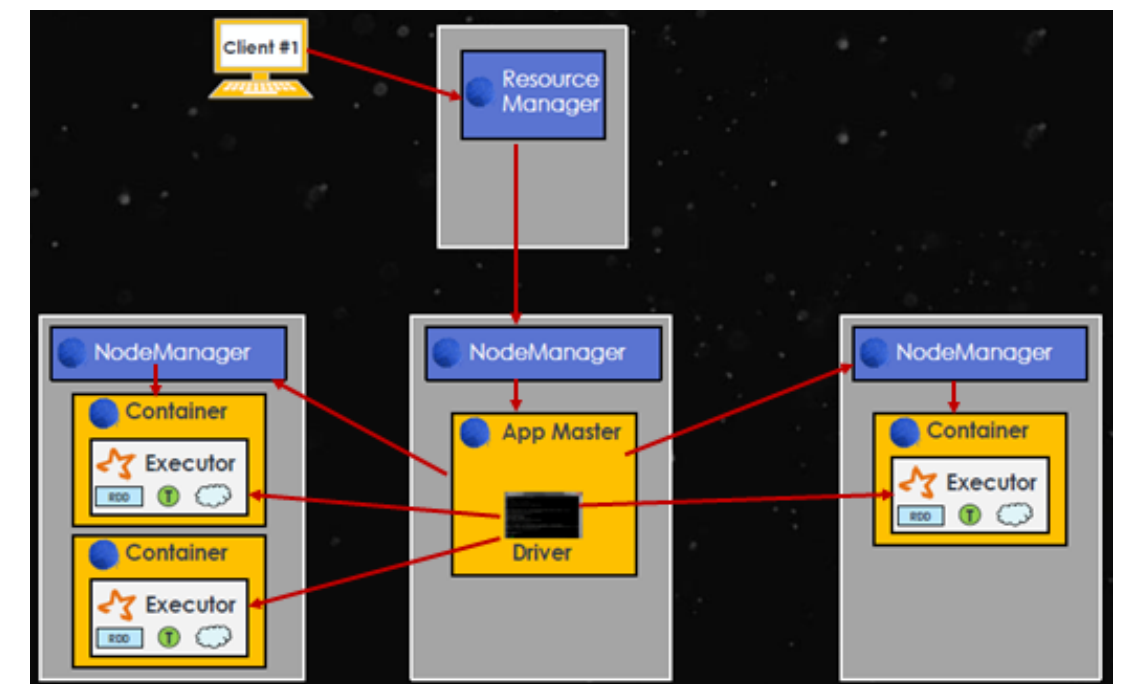 Client #1
Resource
Manager
NodeManager
Container
Executor
RDD
T
Container
Executor
RDD
T
NodeManager
App Master
Driver
NodeManager
Container
Executor
RDD
T